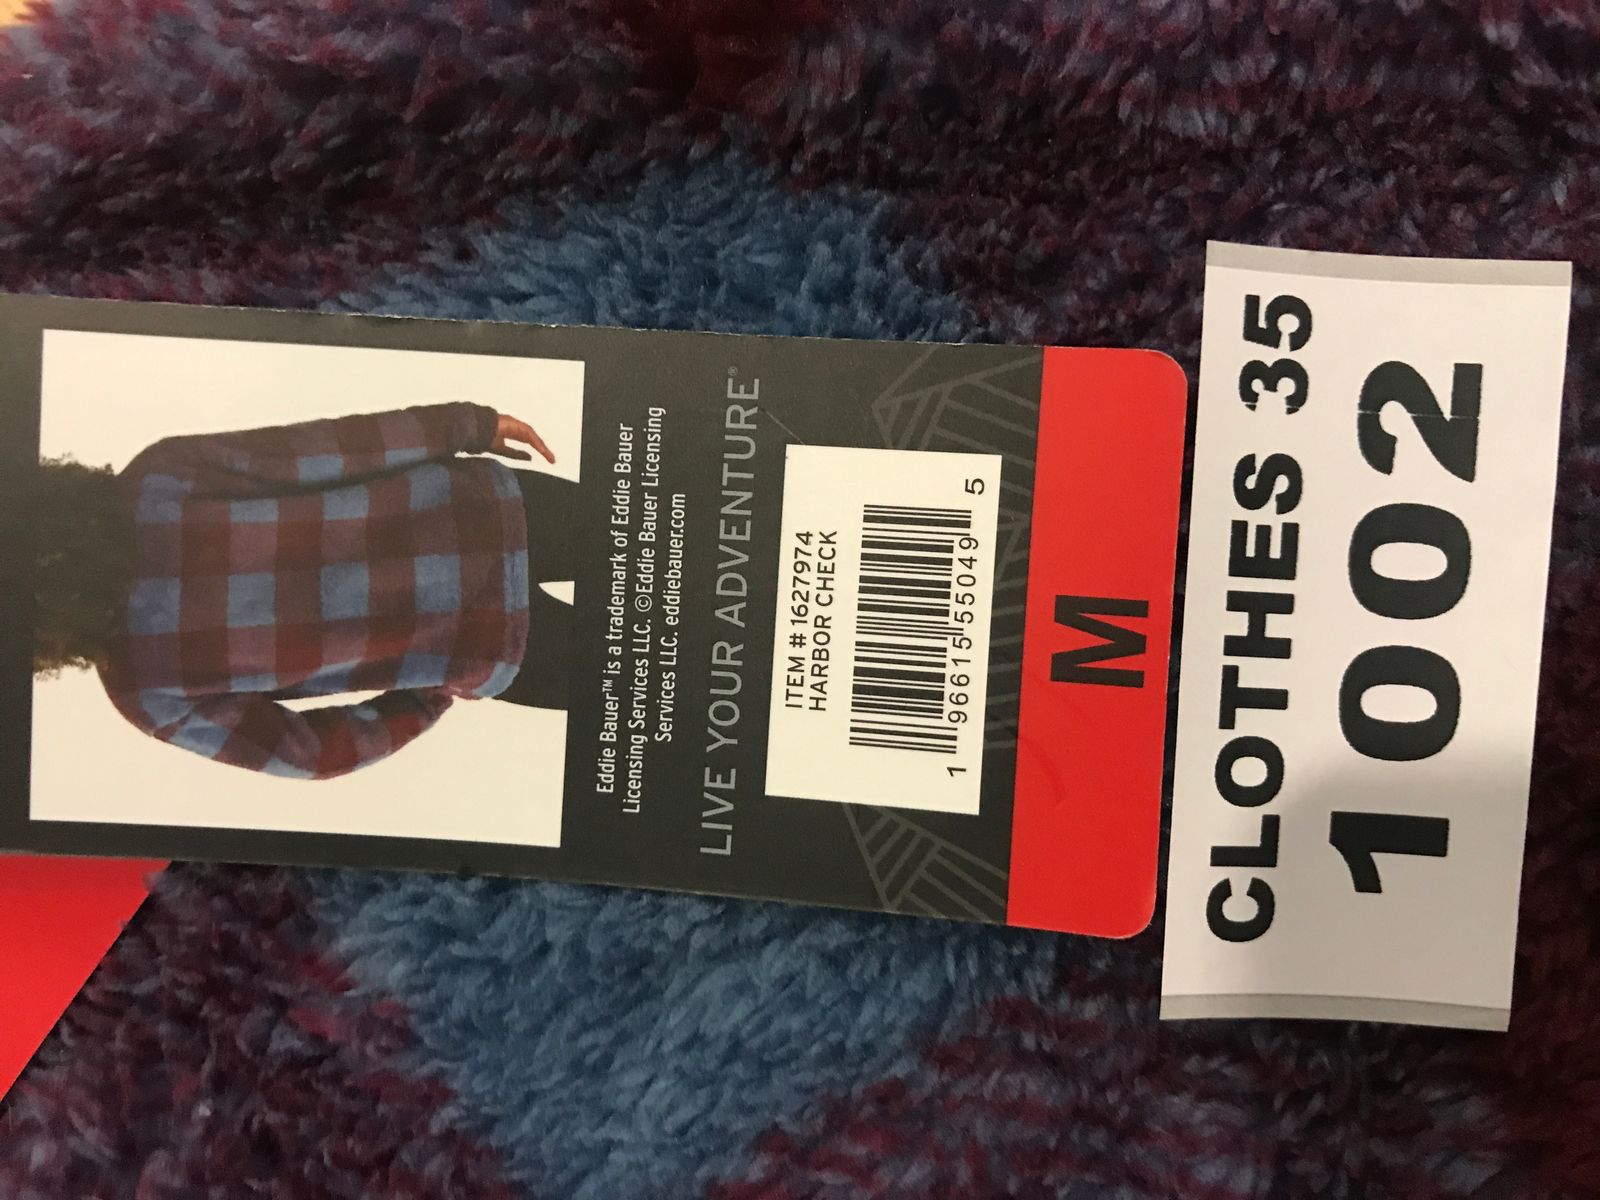 Eddie Bauer™ is a trademark of Eddie Bauer
Licensing Services LLC. ©Eddie Bauer Licensing
Services LLC. eddiebauer.com
LIVE YOUR ADVENTURE®
ITEM # 1627974
HARBOR CHECK
1 96615 55049 5
M
CLOTHES 35
1002